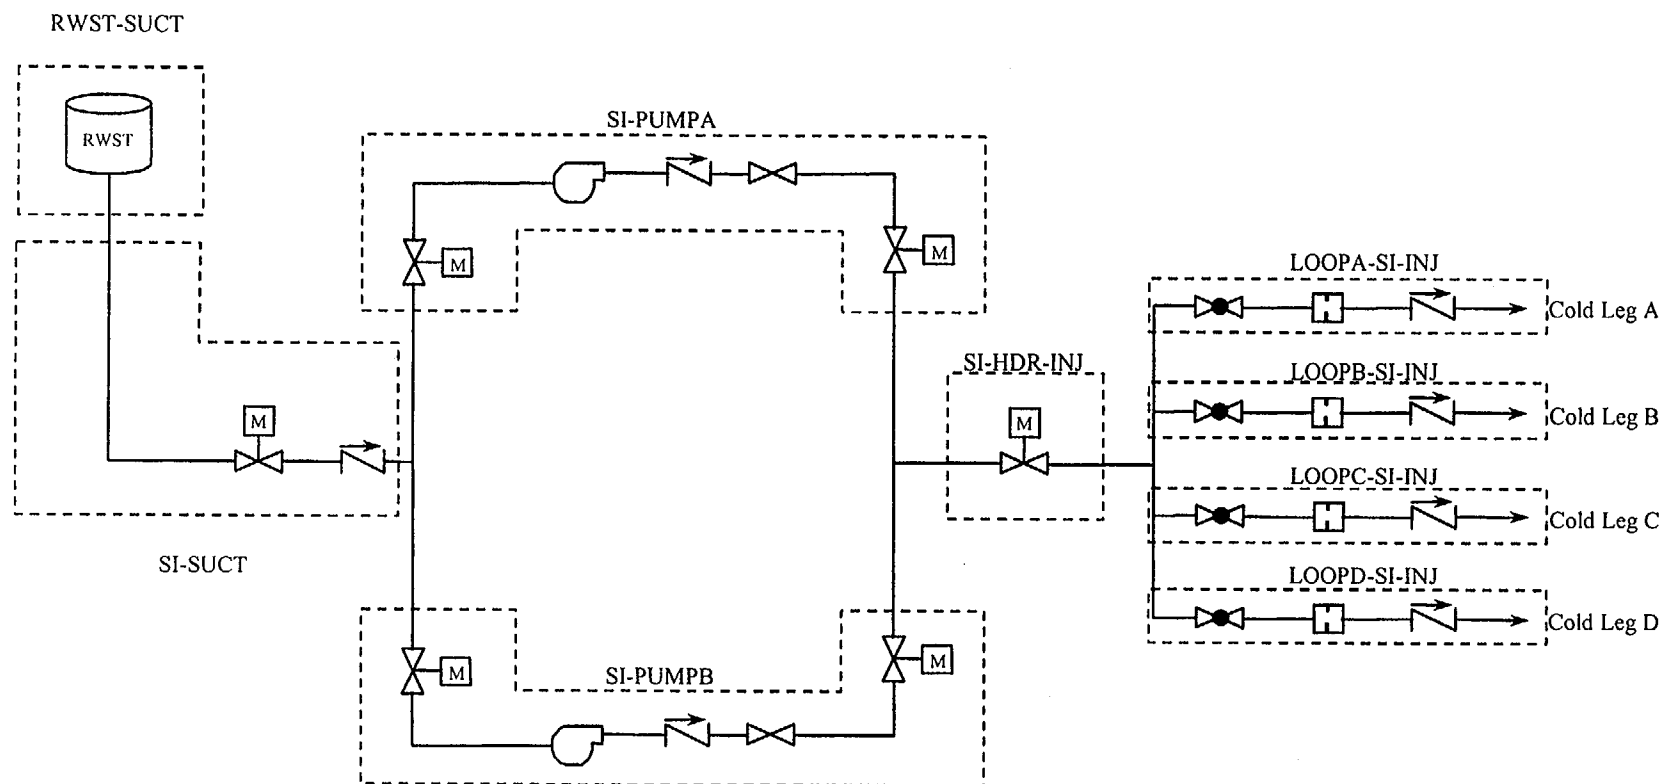 RWST-SUCT
RWST
SI-PUMPA
M
M
LOOPA-SI-INJ
Cold Leg A
SI-HDR-INJ
LOOPB-SI-INJ
M
M
Cold Leg B
LOOPC-SI-INJ
Cold Leg C
SI-SUCT
LOOPD-SI-INJ
Cold Leg D
M
M
SI-PUMPB